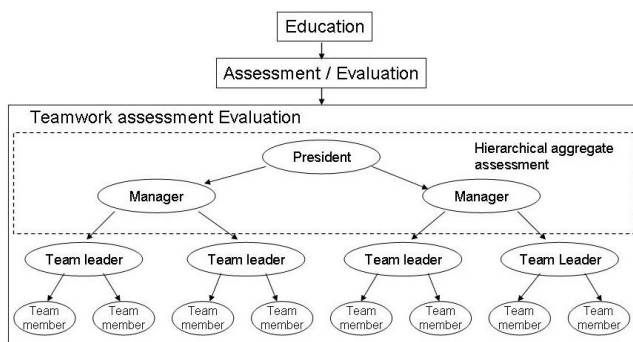 Education
Assessment / Evaluation
Teamwork assessment Evaluation
Hierarchical aggregate
assessment
President
Manager
Manager
Team leader
Team leader
Team leader
Team Leader
Team
member
Team
member
Team
member
Team
member
Team
member
Team
member
Team
member
Team
member